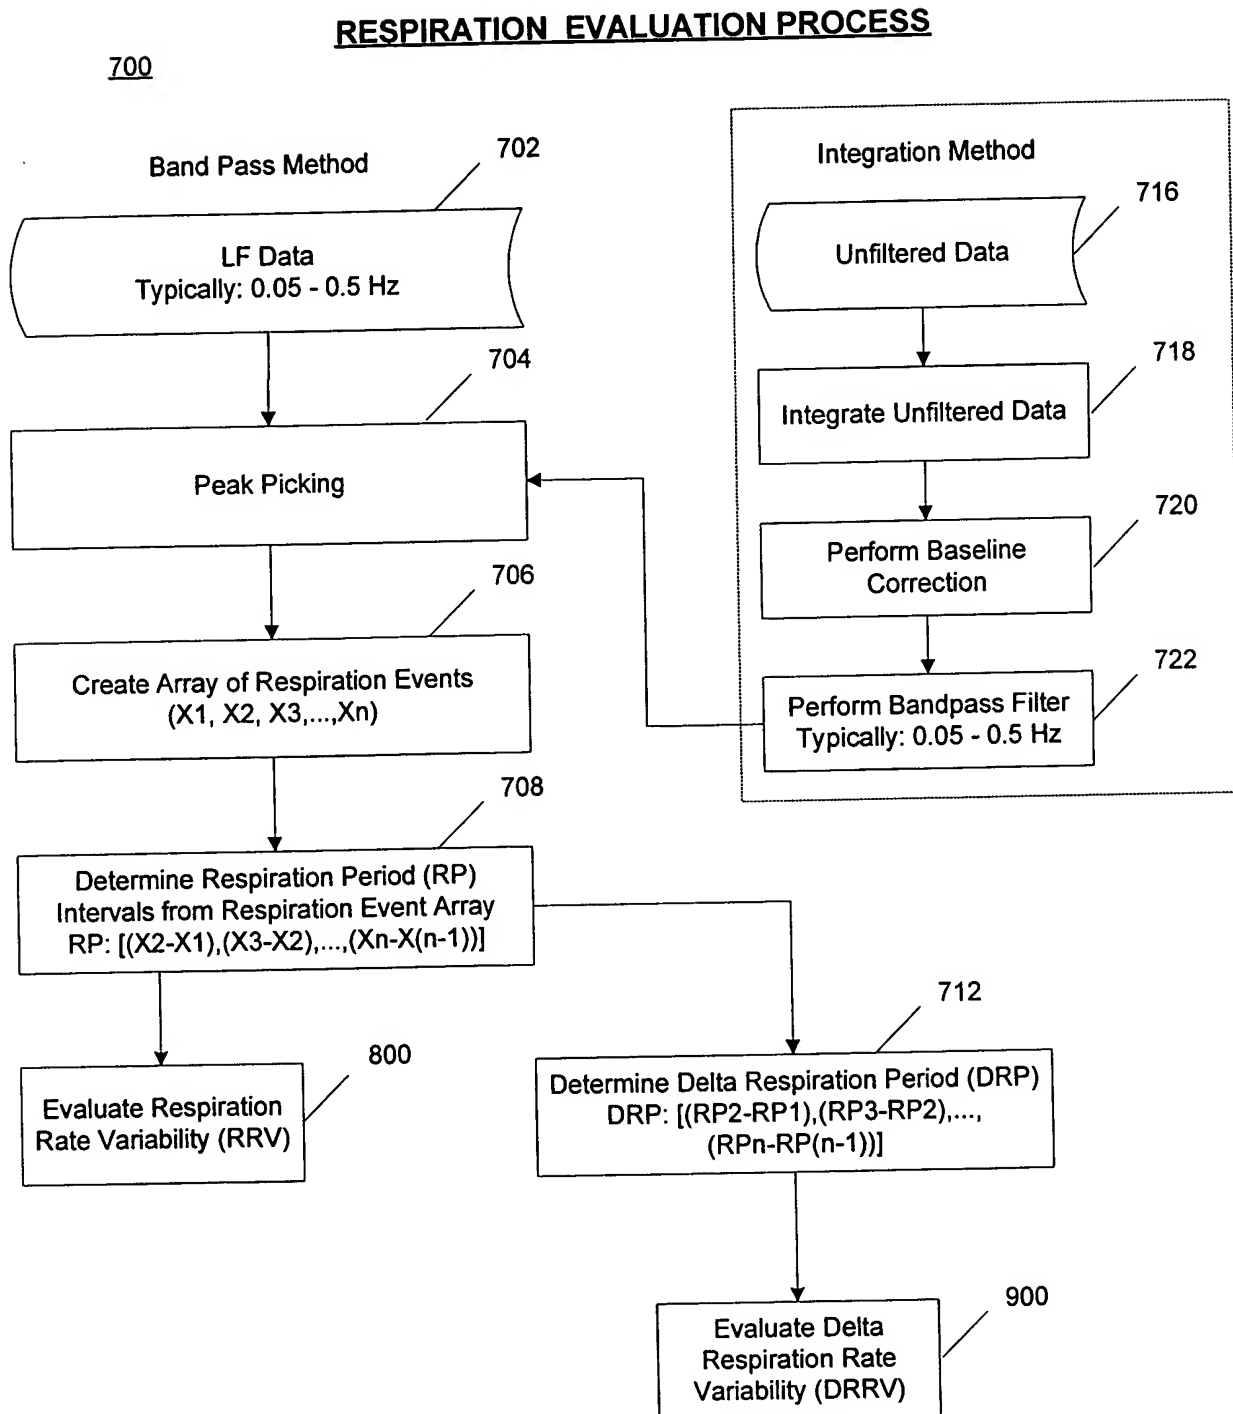 RESPIRATION EVALUATION PROCESS
700
Band Pass Method
702
LF Data
Typically: 0.05 - 0.5 Hz
704
Peak Picking
706
Create Array of Respiration Events
(X1, X2, X3,...,Xn)
708
Determine Respiration Period (RP)
Intervals from Respiration Event Array
RP: [(X2-X1),(X3-X2),...,(Xn-X(n-1))]
800
Evaluate Respiration
Rate Variability (RRV)
712
Determine Delta Respiration Period (DRP)
DRP: [(RP2-RP1),(RP3-RP2),...,
(RPn-RP(n-1))]
900
Evaluate Delta
Respiration Rate
Variability (DRRV)
Integration Method
716
Unfiltered Data
718
Integrate Unfiltered Data
720
Perform Baseline
Correction
722
Perform Bandpass Filter
Typically: 0.05 - 0.5 Hz